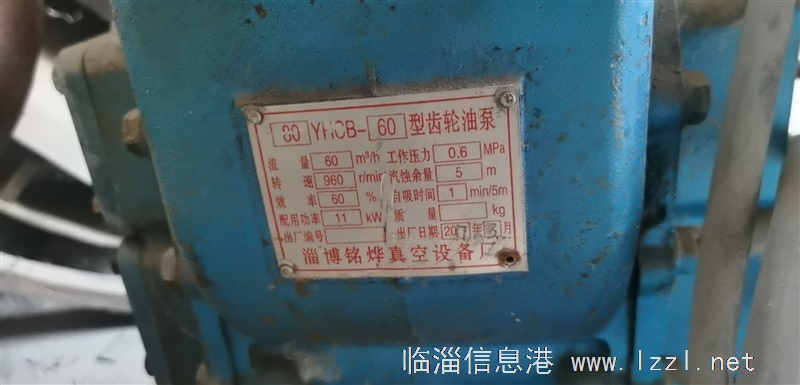 80 YHCB-60 型齿轮油泵
流量 60 m³/h 工作压力 0.6 MPa
转速 960 r/min 汽蚀余量 5 m
效率 60 % 自吸时间 1 min/5m
配用功率 11 kW 质量 kg
出厂编号 出厂日期 20 年 月
淄博铭烨真空设备厂
临淄信息港 www.lzzl.net